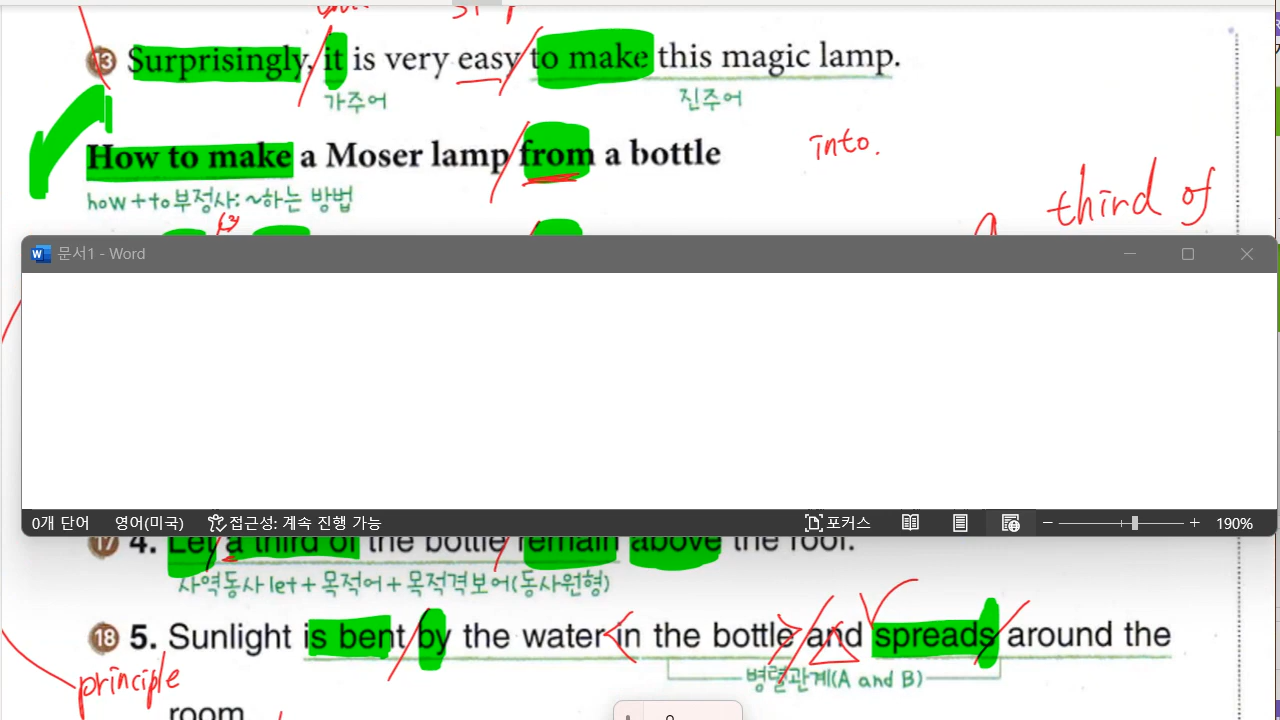 13 Surprisingly, it is very easy to make this magic lamp.
가주어 진주어
How to make a Moser lamp from a bottle into.
how+to부정사: ~하는 방법
third of
문서1 - Word
0개 단어 영어(미국) 접근성: 계속 진행 가능 포커스 190%
17 4. Let a third of the bottle remain above the roof.
사역동사 let + 목적어 + 목적격보어(동사원형)
18 5. Sunlight is bent by the water in the bottle and spreads around the
병렬관계(A and B)
principle
room